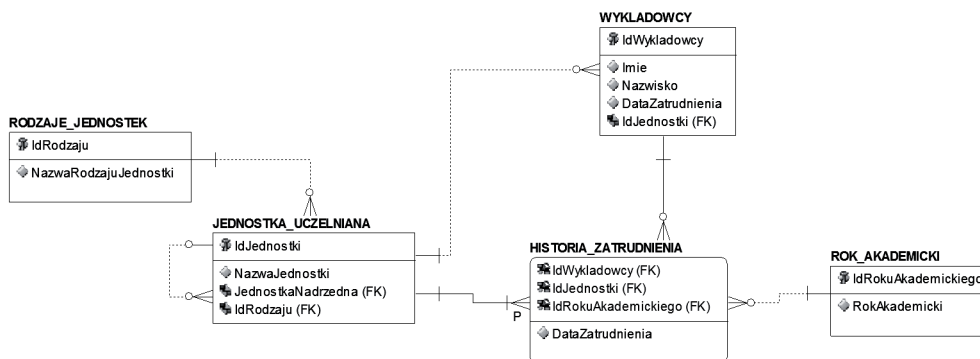 WYKLADOWCY
IdWykladowcy
Imie
Nazwisko
DataZatrudnienia
IdJednostki (FK)
RODZAJE_JEDNOSTEK
IdRodzaju
NazwaRodzajuJednostki
JEDNOSTKA_UCZELNIANA
IdJednostki
NazwaJednostki
JednostkaNadrzedna (FK)
IdRodzaju (FK)
HISTORIA_ZATRUDNIENIA
IdWykladowcy (FK)
IdJednostki (FK)
IdRokuAkademickiego (FK)
DataZatrudnienia
P
ROK_AKADEMICKI
IdRokuAkademickiego
RokAkademicki